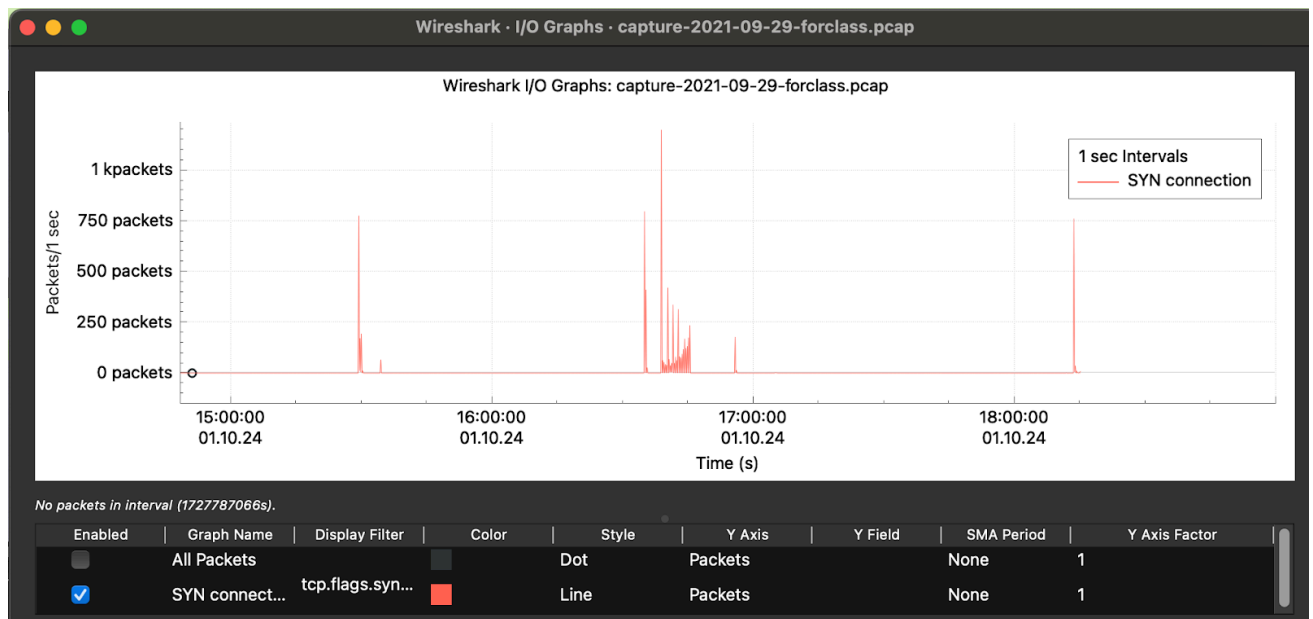 Wireshark · I/O Graphs · capture-2021-09-29-forclass.pcap
Wireshark I/O Graphs: capture-2021-09-29-forclass.pcap
1 kpackets
750 packets
500 packets
250 packets
0 packets
Packets/1 sec
1 sec Intervals
SYN connection
15:00:00 16:00:00 17:00:00 18:00:00
01.10.24 01.10.24 01.10.24 01.10.24
Time (s)
No packets in interval (1727787066s).
Enabled Graph Name Display Filter Color Style Y Axis Y Field SMA Period Y Axis Factor
All Packets Dot Packets None 1
SYN connect... tcp.flags.syn... Line Packets None 1